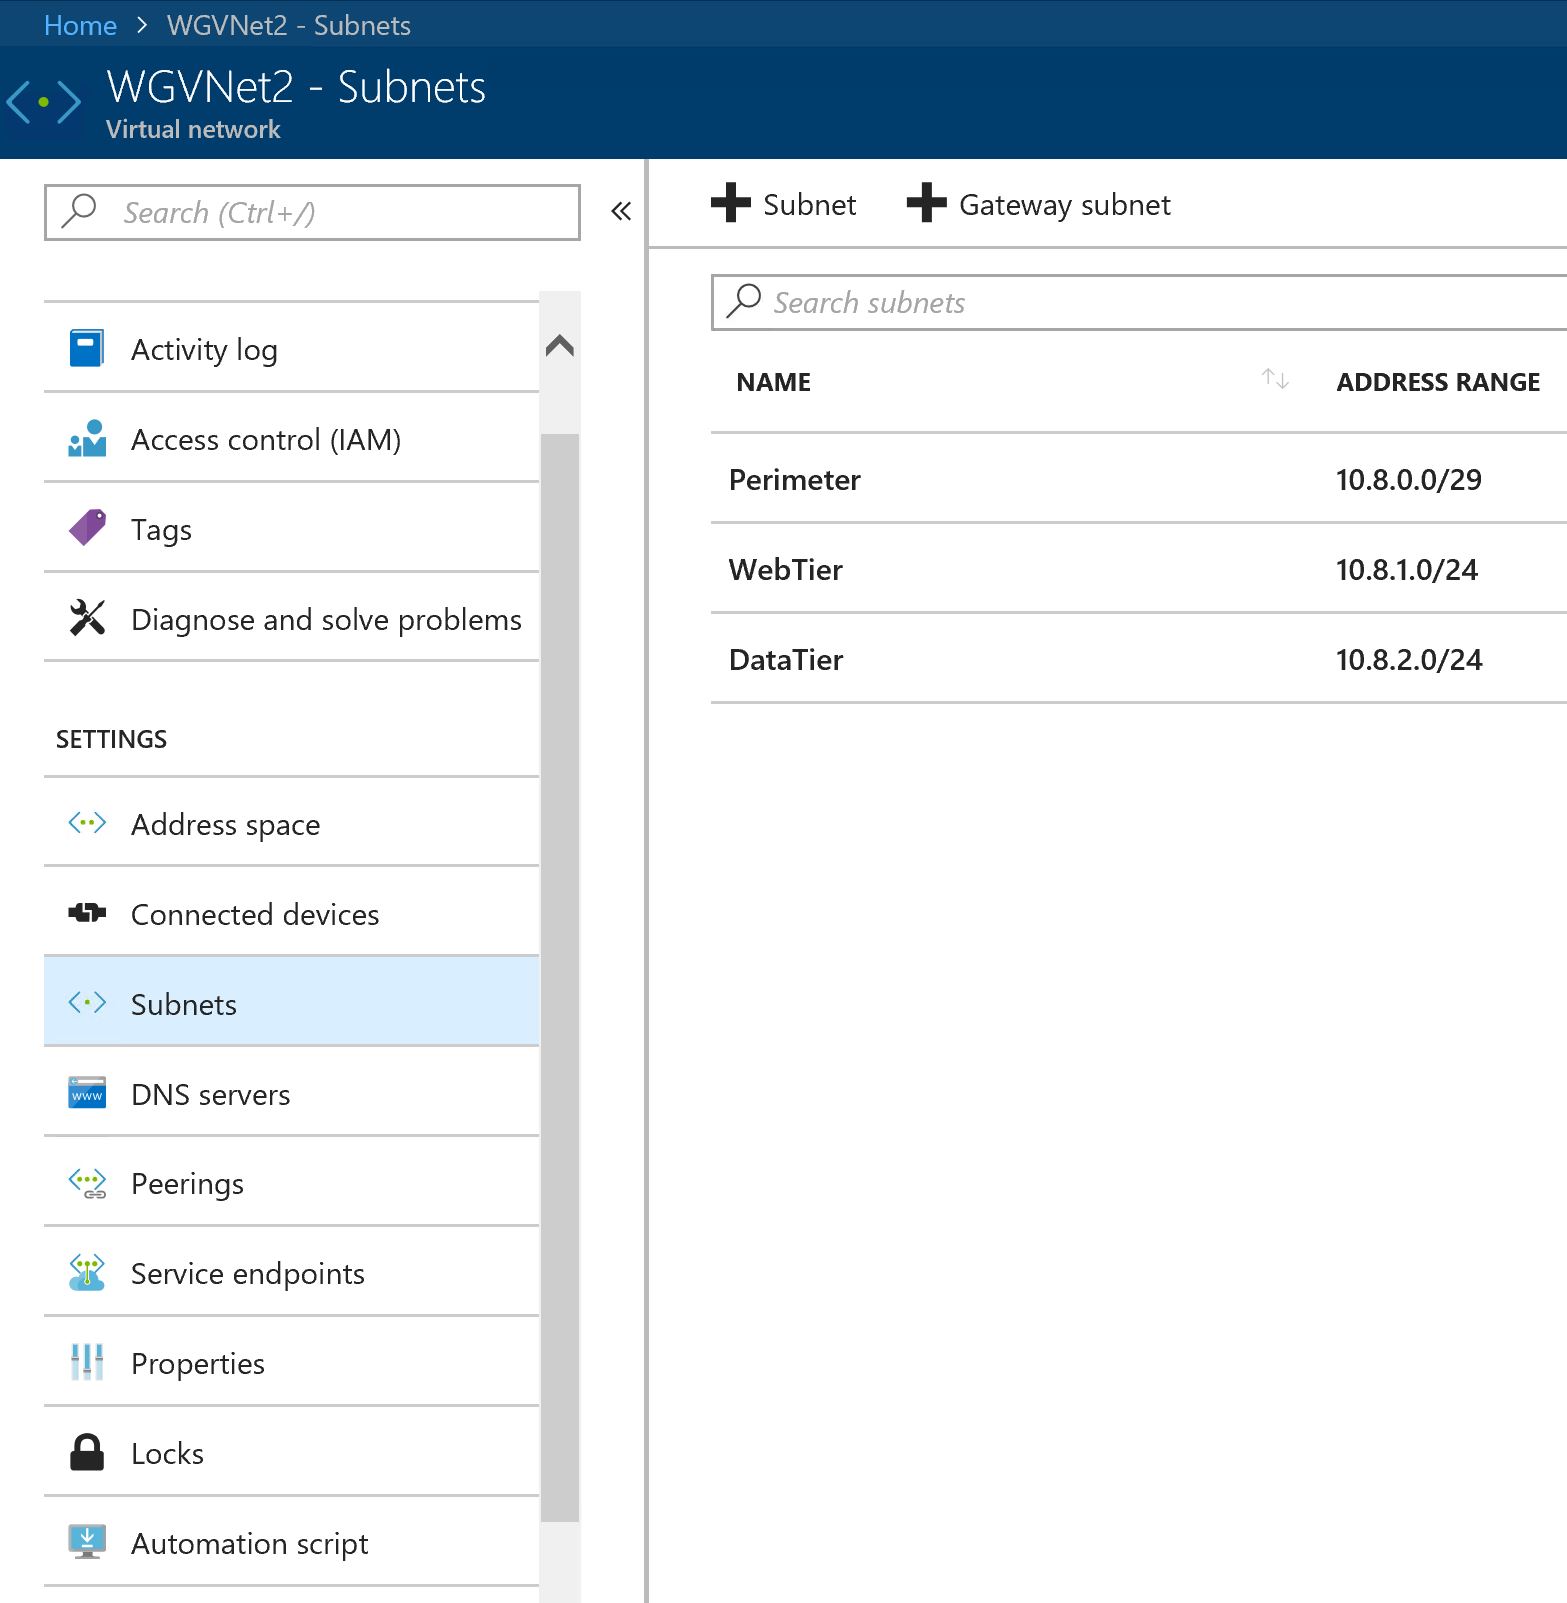 Home > WGVNet2 - Subnets
WGVNet2 - Subnets
Virtual network
Search (Ctrl+/)
Activity log
Access control (IAM)
Tags
Diagnose and solve problems
SETTINGS
Address space
Connected devices
Subnets
DNS servers
Peerings
Service endpoints
Properties
Locks
Automation script
Subnet Gateway subnet
Search subnets
NAME ADDRESS RANGE
Perimeter 10.8.0.0/29
WebTier 10.8.1.0/24
DataTier 10.8.2.0/24